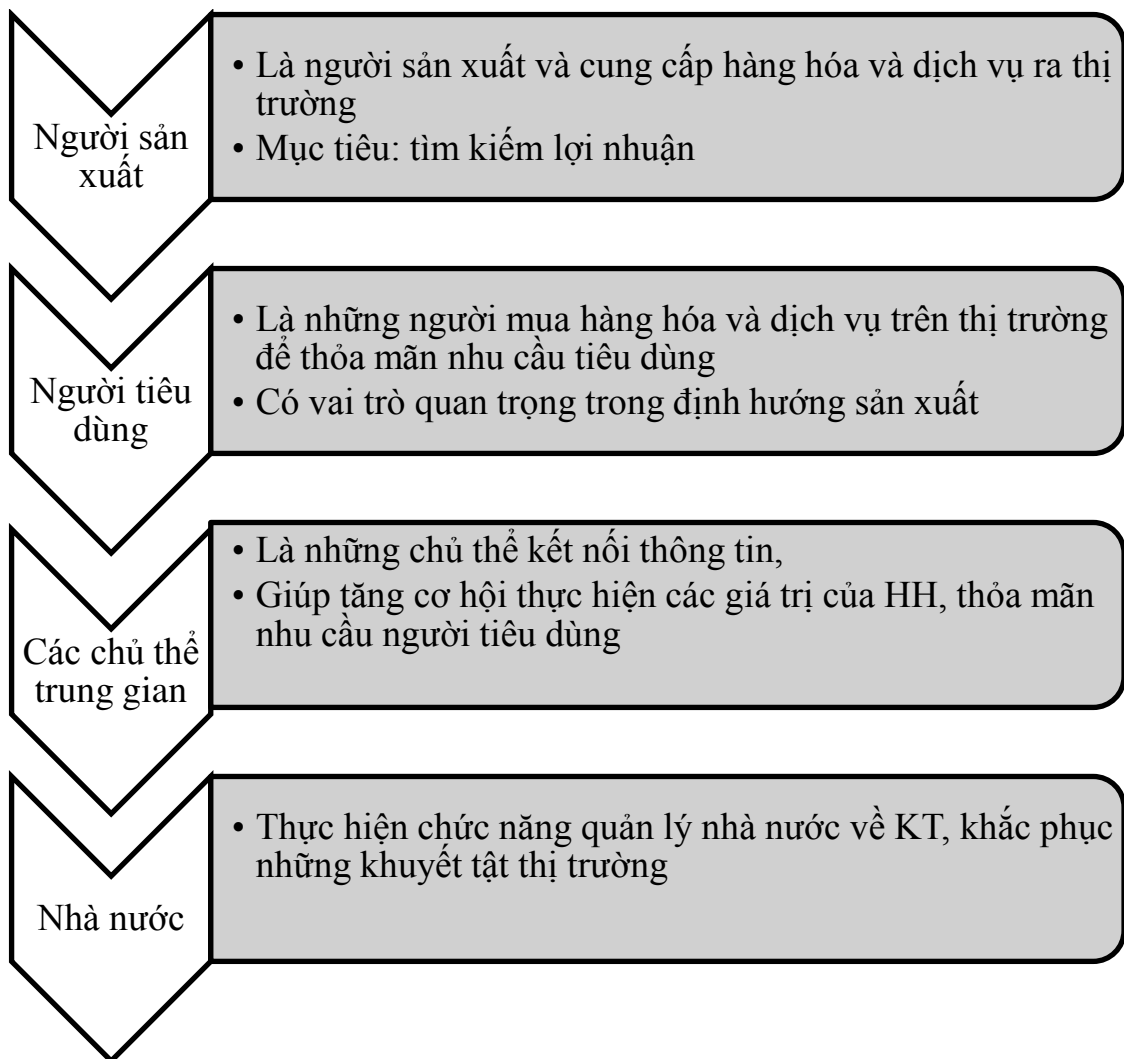 Người sản
xuất
• Là người sản xuất và cung cấp hàng hóa và dịch vụ ra thị
trường
• Mục tiêu: tìm kiếm lợi nhuận
Người tiêu
dùng
• Là những người mua hàng hóa và dịch vụ trên thị trường
để thỏa mãn nhu cầu tiêu dùng
• Có vai trò quan trọng trong định hướng sản xuất
Các chủ thể
trung gian
• Là những chủ thể kết nối thông tin,
• Giúp tăng cơ hội thực hiện các giá trị của HH, thỏa mãn
nhu cầu người tiêu dùng
Nhà nước
• Thực hiện chức năng quản lý nhà nước về KT, khắc phục
những khuyết tật thị trường